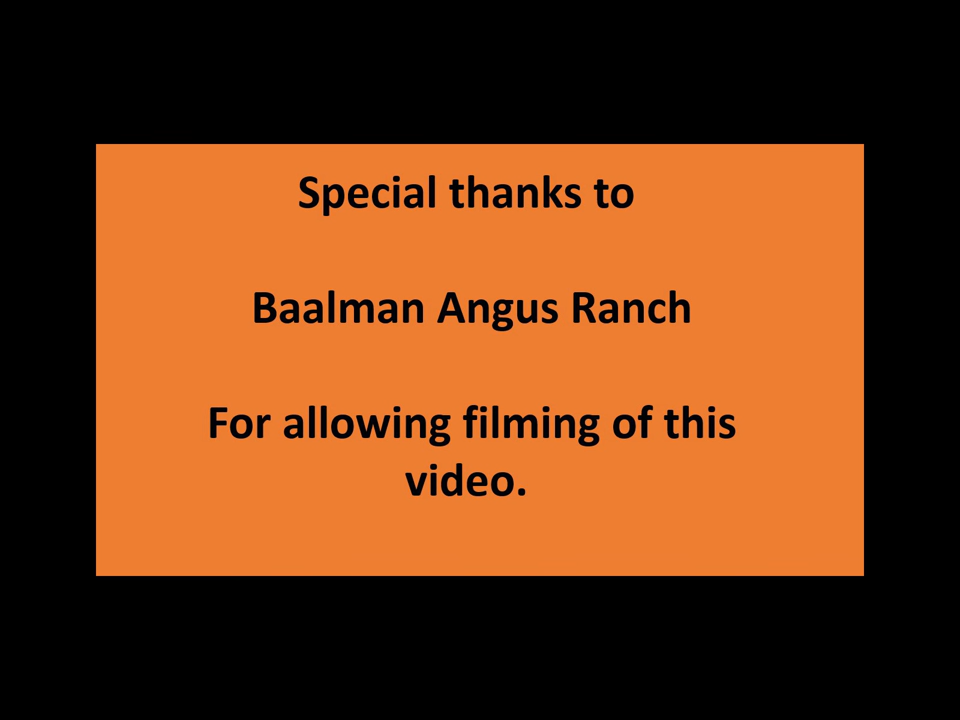 Special thanks to
Baalman Angus Ranch
For allowing filming of this
video.